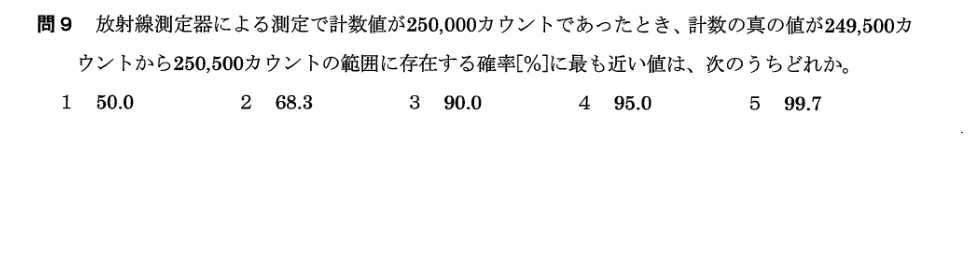 問９　放射線測定器による測定で計数値が250,000カウントであったとき、計数の真の値が249,500カ
ウントから250,500カウントの範囲に存在する確率[%]に最も近い値は、次のうちどれか。
1　50.0　2　68.3　3　90.0　4　95.0　5　99.7